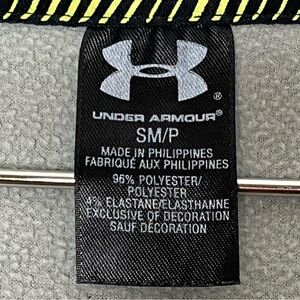 ®
UNDER ARMOUR®
SM/P
MADE IN PHILIPPINES
FABRIQUÉ AUX PHILIPPINES
96% POLYESTER/
POLYESTER
4% ELASTANE/ELASTHANNE
EXCLUSIVE OF DECORATION
SAUF DECORATION